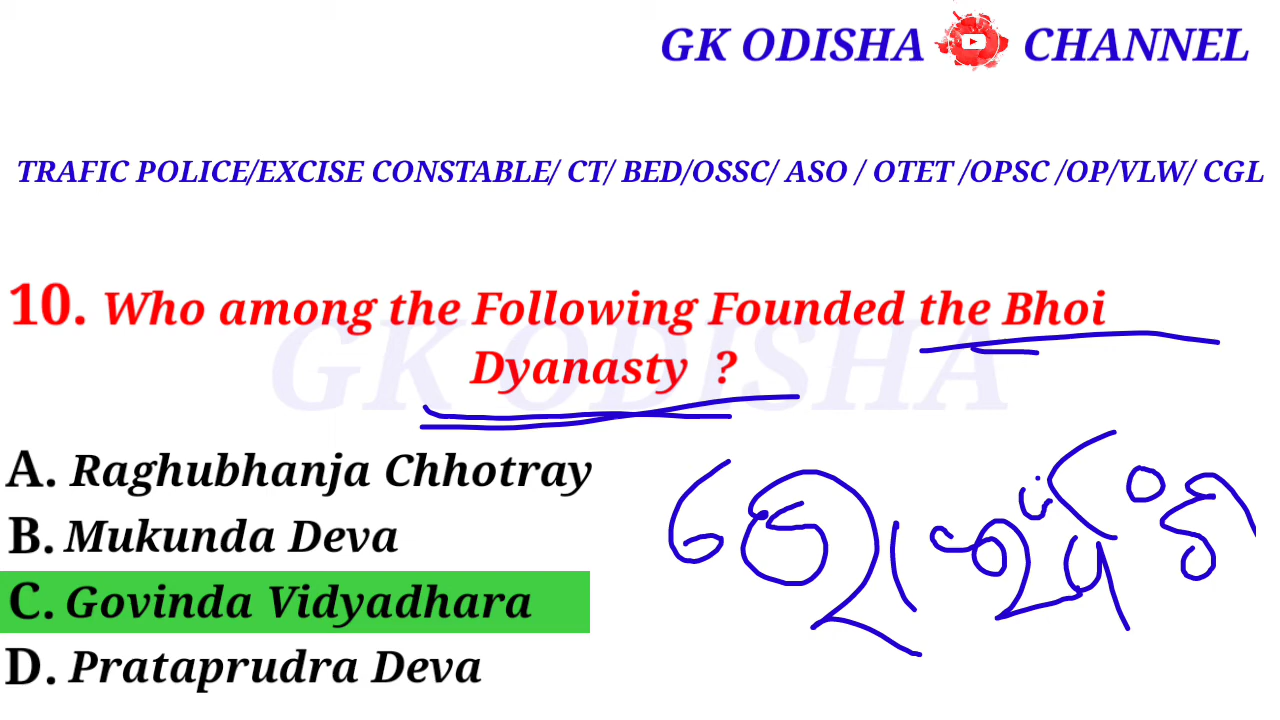 GK ODISHA CHANNEL
TRAFIC POLICE/EXCISE CONSTABLE/ CT/ BED/OSSC/ ASO / OTET /OPSC /OP/VLW/ CGL
10. Who among the Following Founded the Bhoi
Dyanasty ?
GK ODISHA
A. Raghubhanja Chhotray
B. Mukunda Deva
C. Govinda Vidyadhara
D. Prataprudra Deva